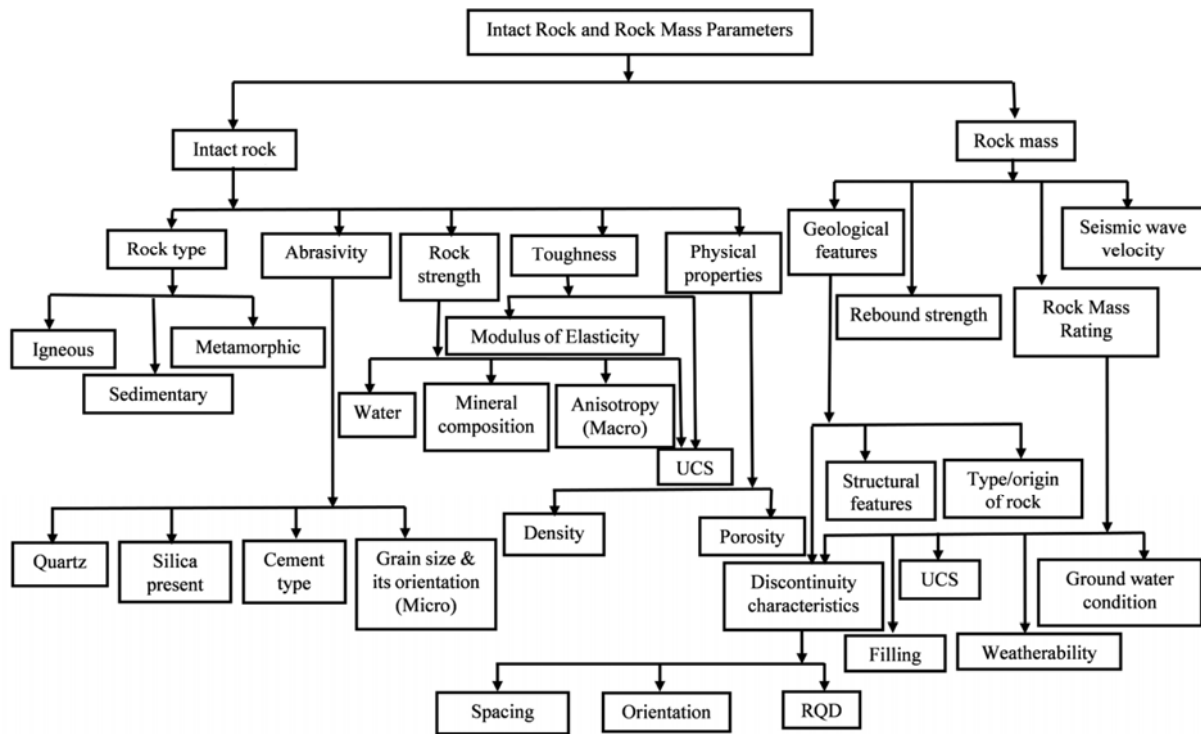 Intact Rock and Rock Mass Parameters
Intact rock
Rock mass
Rock type
Abrasivity
Rock
strength
Toughness
Physical
properties
Geological
features
Seismic wave
velocity
Rebound strength
Rock Mass
Rating
Igneous
Metamorphic
Sedimentary
Modulus of Elasticity
Water
Mineral
composition
Anisotropy
(Macro)
UCS
Structural
features
Type/origin
of rock
Density
Porosity
Quartz
Silica
present
Cement
type
Grain size &
its orientation
(Micro)
Discontinuity
characteristics
UCS
Ground water
condition
Filling
Weatherability
Spacing
Orientation
RQD